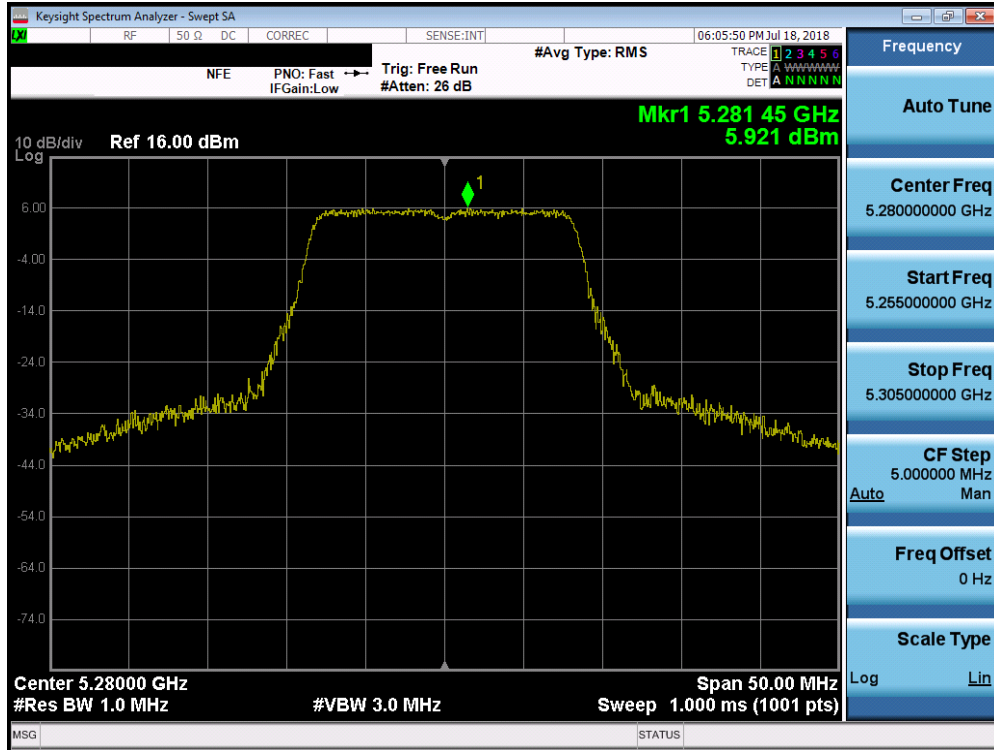 Keysight Spectrum Analyzer - Swept SA
LXI RF 50 Ω DC CORREC SENSE:INT 06:05:50 PM Jul 18, 2018
Frequency
NFE PNO: Fast Trig: Free Run #Avg Type: RMS TRACE 1 2 3 4 5 6
IFGain:Low #Atten: 26 dB TYPE A WWWWW
DET A N N N N N
Auto Tune
Mkr1 5.281 45 GHz
5.921 dBm
10 dB/div Ref 16.00 dBm
Log
1
6.00
-4.00
-14.0
-24.0
-34.0
-44.0
-54.0
-64.0
-74.0
Center Freq
5.280000000 GHz
Start Freq
5.255000000 GHz
Stop Freq
5.305000000 GHz
CF Step
5.000000 MHz
Auto Man
Freq Offset
0 Hz
Scale Type
Log Lin
Center 5.28000 GHz Span 50.00 MHz
#Res BW 1.0 MHz #VBW 3.0 MHz Sweep 1.000 ms (1001 pts)
MSG STATUS